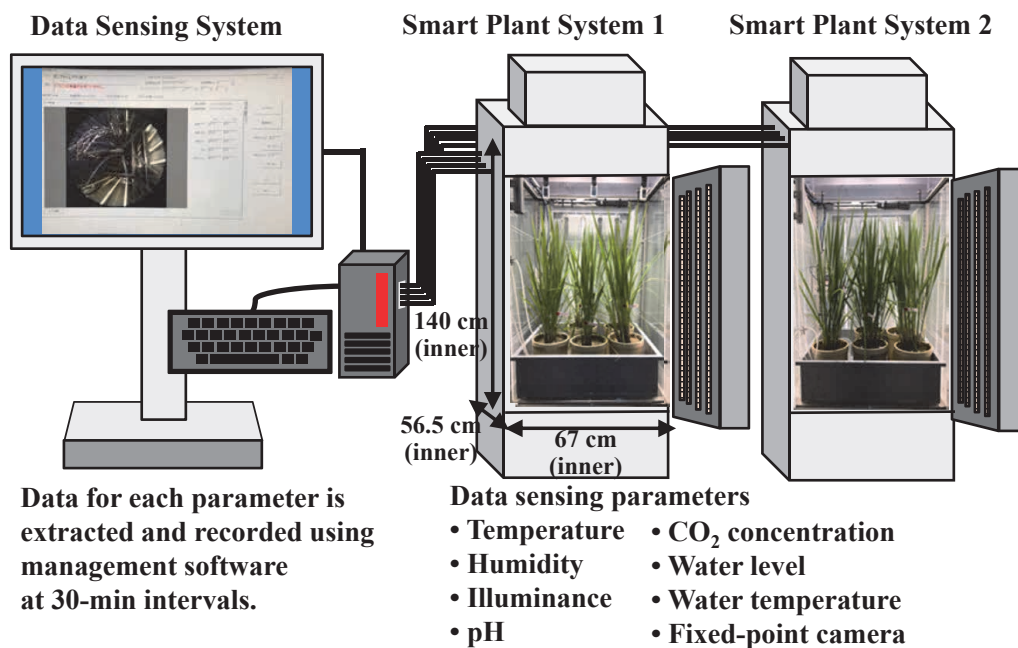 Data Sensing System
Smart Plant System 1
Smart Plant System 2
140 cm
(inner)
56.5 cm
(inner)
67 cm
(inner)
Data for each parameter is
extracted and recorded using
management software
at 30-min intervals.
Data sensing parameters
• Temperature
• Humidity
• Illuminance
• pH
• CO₂ concentration
• Water level
• Water temperature
• Fixed-point camera